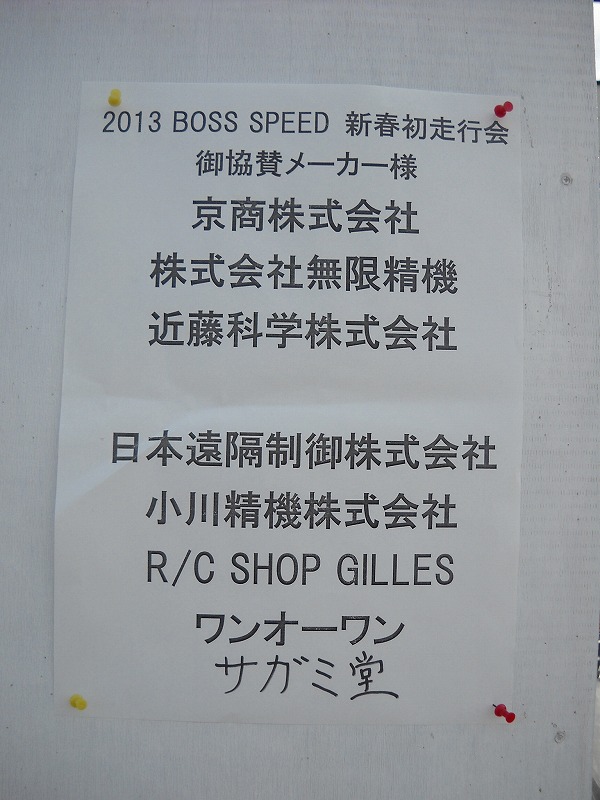 2013 BOSS SPEED 新春初走行会
御協賛メーカー様
京商株式会社
株式会社無限精機
近藤科学株式会社
日本遠隔制御株式会社
小川精機株式会社
R/C SHOP GILLES
ワンオーワン
サガミ堂